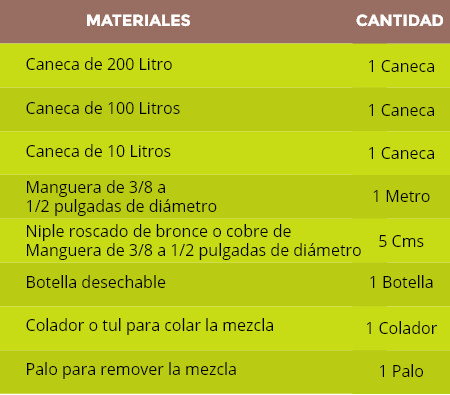 MATERIALES CANTIDAD
Caneca de 200 Litro 1 Caneca
Caneca de 100 Litros 1 Caneca
Caneca de 10 Litros 1 Caneca
Manguera de 3/8 a
1/2 pulgadas de diámetro 1 Metro
Niple roscado de bronce o cobre de
Manguera de 3/8 a 1/2 pulgadas de diámetro 5 Cms
Botella desechable 1 Botella
Colador o tul para colar la mezcla 1 Colador
Palo para remover la mezcla 1 Palo